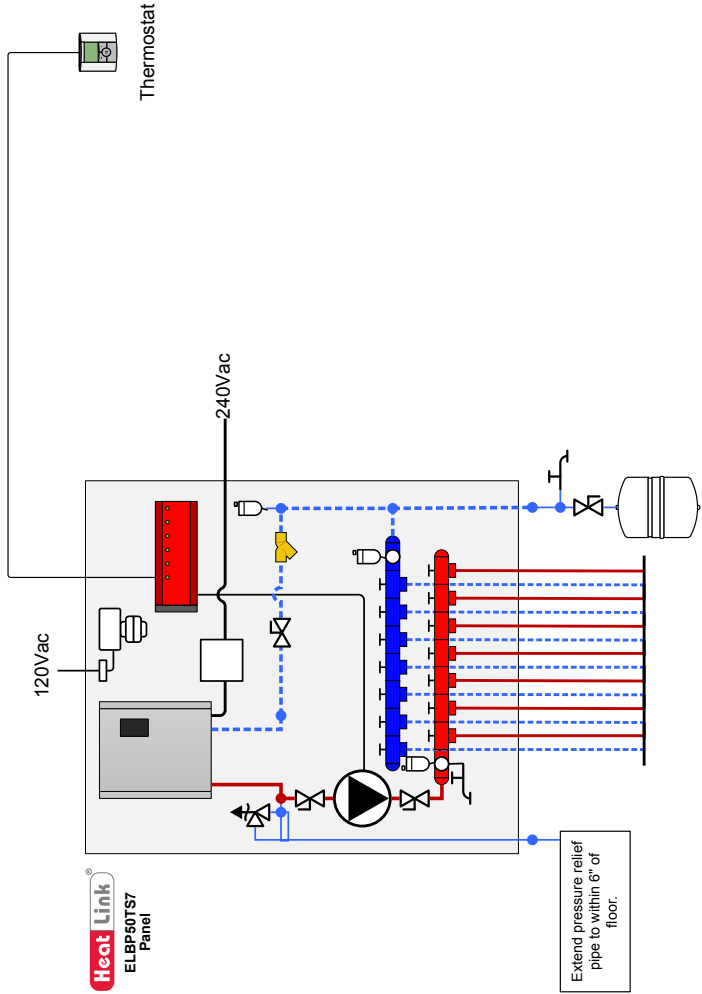 Thermostat
240Vac
120Vac
Heat Link®
ELBP50TS7
Panel
Extend pressure relief
pipe to within 6" of
floor.